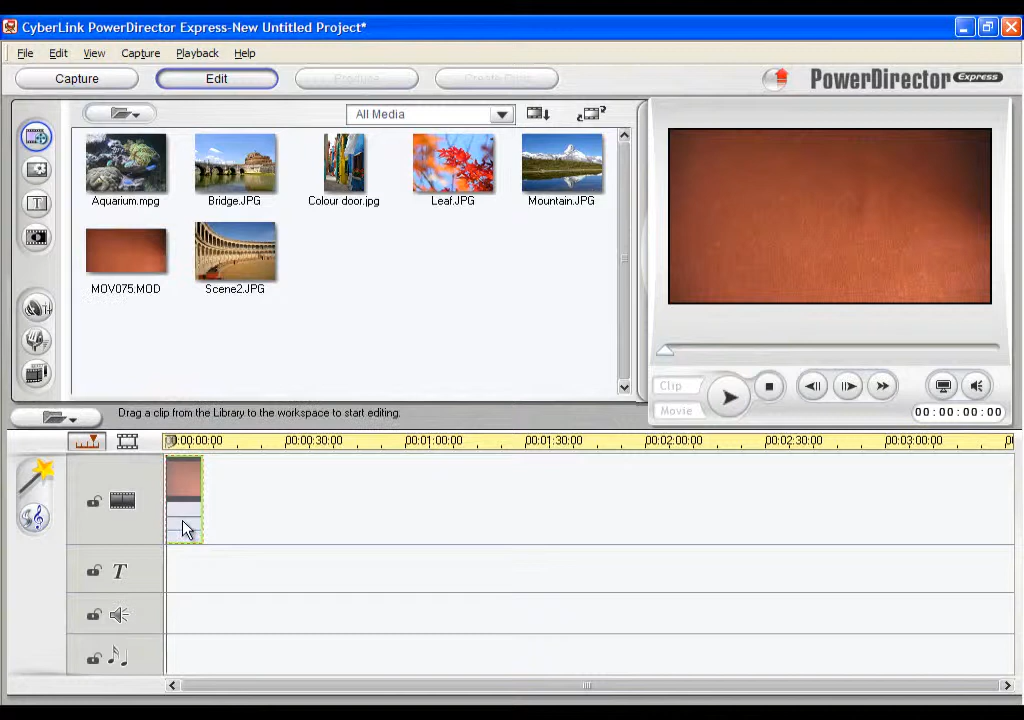 CyberLink PowerDirector Express-New Untitled Project*
File Edit View Capture Playback Help
Capture Edit Produce Create Disc PowerDirector Express
All Media
Aquarium.mpg Bridge.JPG Colour door.jpg Leaf.JPG Mountain.JPG
MOV075.MOD Scene2.JPG
Clip
Movie
00:00:00:00
Drag a clip from the Library to the workspace to start editing.
0:00:00:00 00:00:30:00 00:01:00:00 00:01:30:00 00:02:00:00 00:02:30:00 00:03:00:00
T